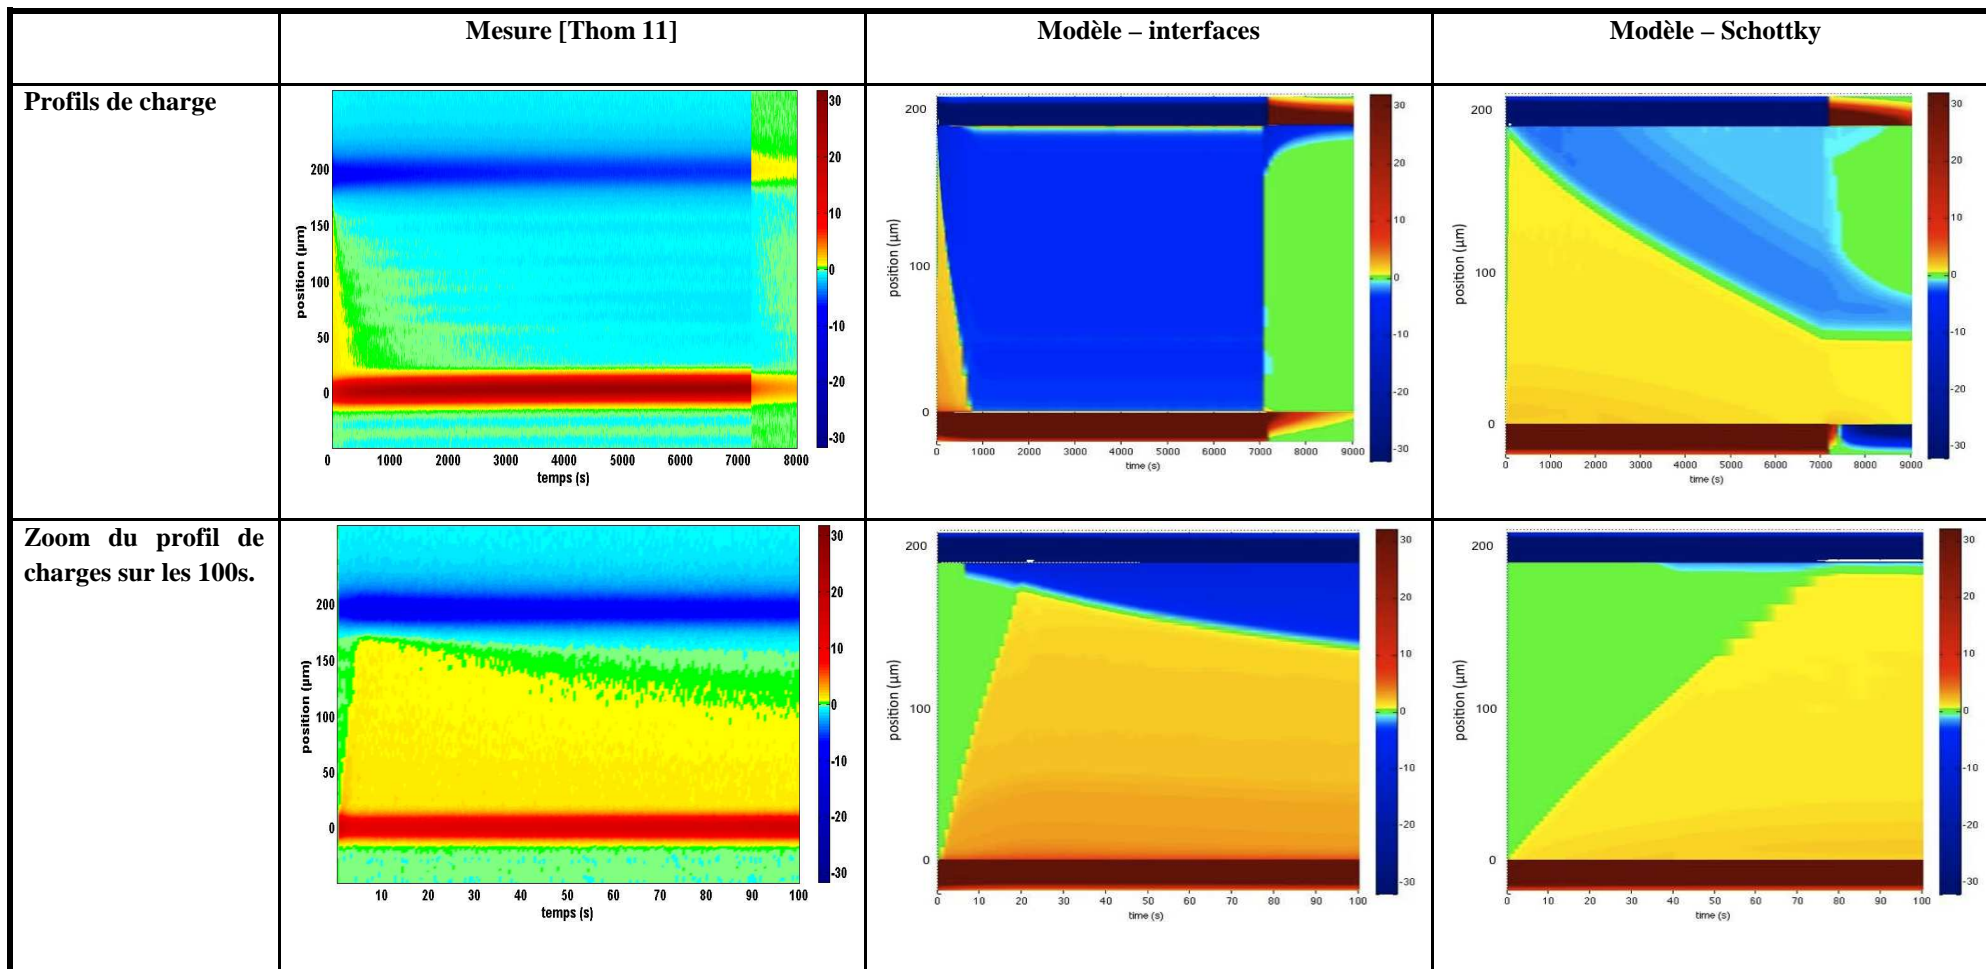 Mesure [Thom 11]
Modèle – interfaces
Modèle – Schottky
Profils de charge
position (µm)
200
150
100
50
0
0 1000 2000 3000 4000 5000 6000 7000 8000
temps (s)
30
20
10
0
-10
-20
-30
position (µm)
200
100
0
0 1000 2000 3000 4000 5000 6000 7000 8000 9000
time (s)
30
20
10
0
-10
-20
-30
position (µm)
200
100
0
0 1000 2000 3000 4000 5000 6000 7000 8000 9000
time (s)
30
20
10
0
-10
-20
-30
Zoom du profil de
charges sur les 100s.
position (µm)
200
150
100
50
0
10 20 30 40 50 60 70 80 90 100
temps (s)
30
20
10
0
-10
-20
-30
position (µm)
200
100
0
0 10 20 30 40 50 60 70 80 90 100
time (s)
30
20
10
0
-10
-20
-30
position (µm)
200
100
0
0 10 20 30 40 50 60 70 80 90 100
time (s)
30
20
10
0
-10
-20
-30